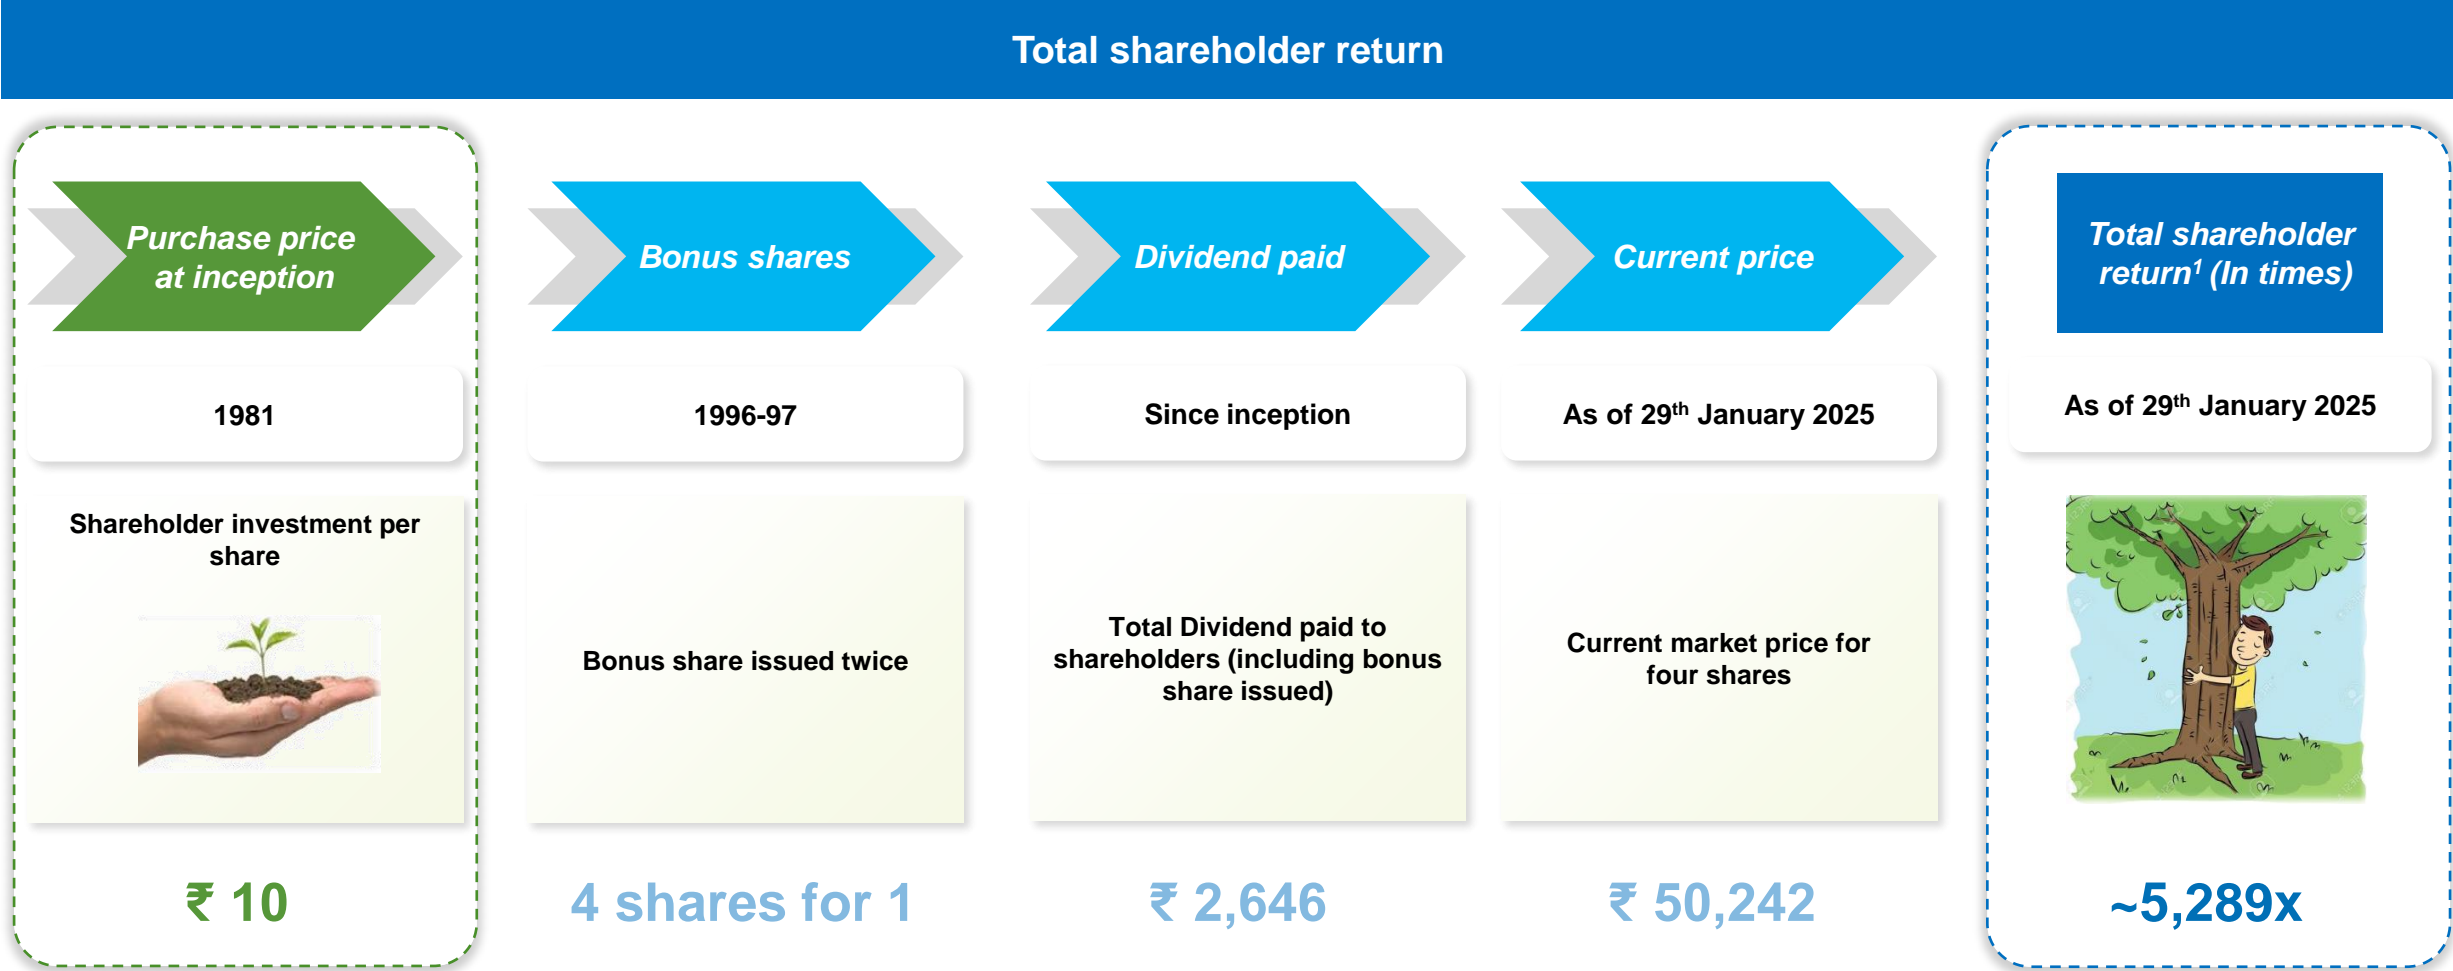 Total shareholder return
Purchase price
at inception
1981
Shareholder investment per
share
₹ 10
Bonus shares
1996-97
Bonus share issued twice
4 shares for 1
Dividend paid
Since inception
Total Dividend paid to
shareholders (including bonus
share issued)
₹ 2,646
Current price
As of 29th January 2025
Current market price for
four shares
₹ 50,242
Total shareholder
return¹ (In times)
As of 29th January 2025
~5,289x